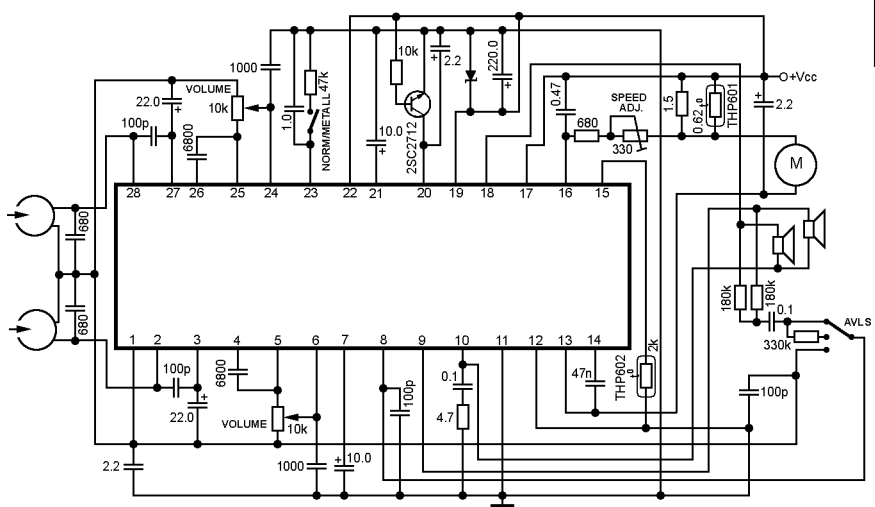 1000
VOLUME
22.0 +
10k
100p
6800
1.0
47k
NORM/METALL
10.0
+
10k
2SC2712
+ 2.2
220.0
+
0.47
680
SPEED
ADJ.
330
1.5
0.62
t°
THP601
+Vcc
+
2.2
M
28 27 26 25 24 23 22 21 20 19 18 17 16 15
680
680
180k
180k
0.1
AVLS
330k
1 2 3 4 5 6 7 8 9 10 11 12 13 14
100p
+
22.0
6800
VOLUME
10k
2.2
1000
+ 10.0
100p
0.1
4.7
47n
THP602
t°
2k
100p